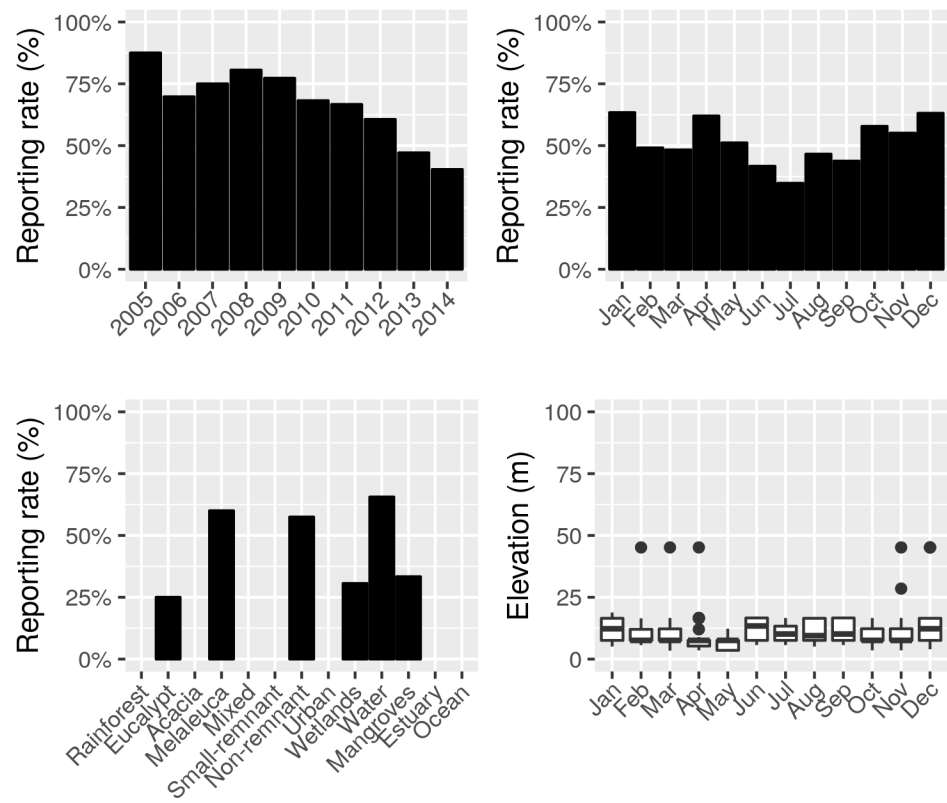 Reporting rate (%)
100%
75%
50%
25%
0%
2005 2006 2007 2008 2009 2010 2011 2012 2013 2014
Reporting rate (%)
100%
75%
50%
25%
0%
Jan Feb Mar Apr May Jun Jul Aug Sep Oct Nov Dec
Reporting rate (%)
100%
75%
50%
25%
0%
Rainforest Eucalypt Acacia Melaleuca Mixed Small-remnant Non-remnant Urban Wetlands Water Mangroves Estuary Ocean
Elevation (m)
100
75
50
25
0
Jan Feb Mar Apr May Jun Jul Aug Sep Oct Nov Dec